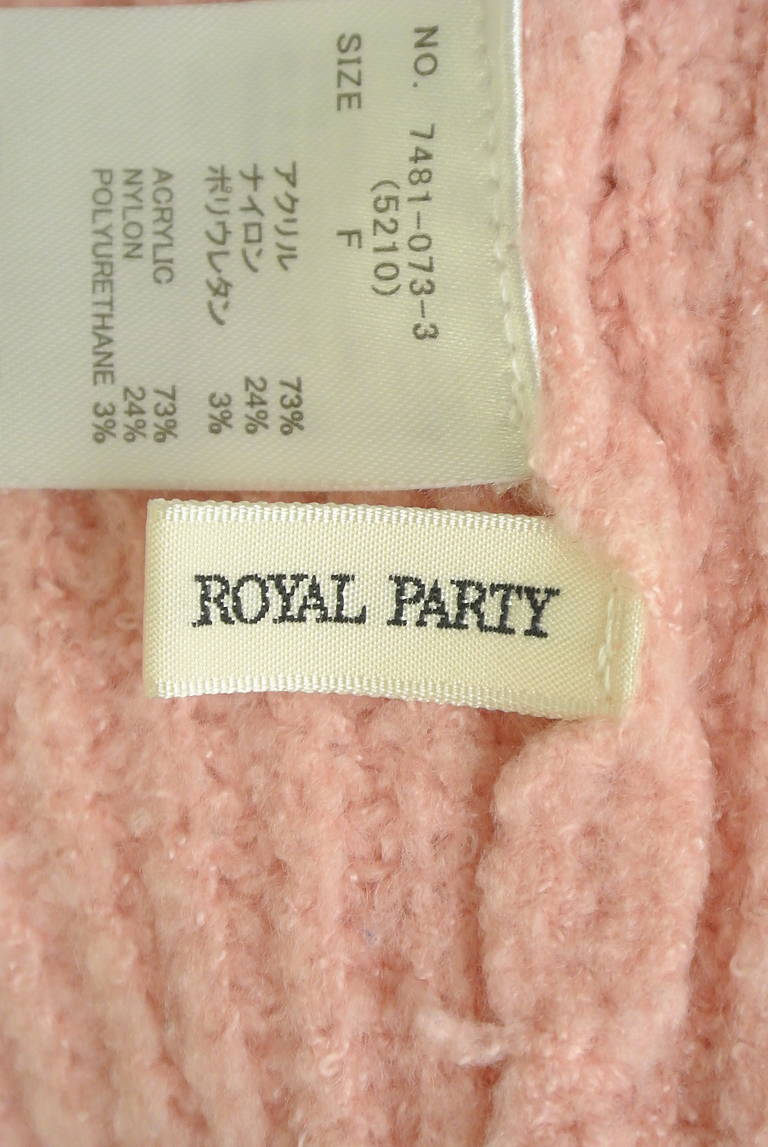 NO. 7481-073-3
(5210)
SIZE F
アクリル 73%
ナイロン 24%
ポリウレタン 3%
ACRYLIC 73%
NYLON 24%
POLYURETHANE 3%
ROYAL PARTY